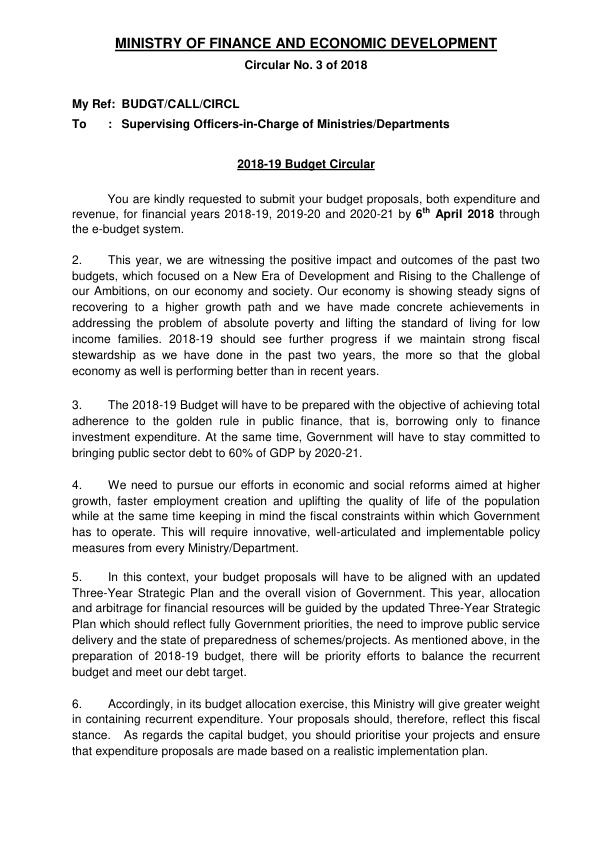 MINISTRY OF FINANCE AND ECONOMIC DEVELOPMENT
Circular No. 3 of 2018
My Ref: BUDGT/CALL/CIRCL
To : Supervising Officers-in-Charge of Ministries/Departments
2018-19 Budget Circular
You are kindly requested to submit your budget proposals, both expenditure and
revenue, for financial years 2018-19, 2019-20 and 2020-21 by 6th April 2018 through
the e-budget system.
2. This year, we are witnessing the positive impact and outcomes of the past two
budgets, which focused on a New Era of Development and Rising to the Challenge of
our Ambitions, on our economy and society. Our economy is showing steady signs of
recovering to a higher growth path and we have made concrete achievements in
addressing the problem of absolute poverty and lifting the standard of living for low
income families. 2018-19 should see further progress if we maintain strong fiscal
stewardship as we have done in the past two years, the more so that the global
economy as well is performing better than in recent years.
3. The 2018-19 Budget will have to be prepared with the objective of achieving total
adherence to the golden rule in public finance, that is, borrowing only to finance
investment expenditure. At the same time, Government will have to stay committed to
bringing public sector debt to 60% of GDP by 2020-21.
4. We need to pursue our efforts in economic and social reforms aimed at higher
growth, faster employment creation and uplifting the quality of life of the population
while at the same time keeping in mind the fiscal constraints within which Government
has to operate. This will require innovative, well-articulated and implementable policy
measures from every Ministry/Department.
5. In this context, your budget proposals will have to be aligned with an updated
Three-Year Strategic Plan and the overall vision of Government. This year, allocation
and arbitrage for financial resources will be guided by the updated Three-Year Strategic
Plan which should reflect fully Government priorities, the need to improve public service
delivery and the state of preparedness of schemes/projects. As mentioned above, in the
preparation of 2018-19 budget, there will be priority efforts to balance the recurrent
budget and meet our debt target.
6. Accordingly, in its budget allocation exercise, this Ministry will give greater weight
in containing recurrent expenditure. Your proposals should, therefore, reflect this fiscal
stance. As regards the capital budget, you should prioritise your projects and ensure
that expenditure proposals are made based on a realistic implementation plan.